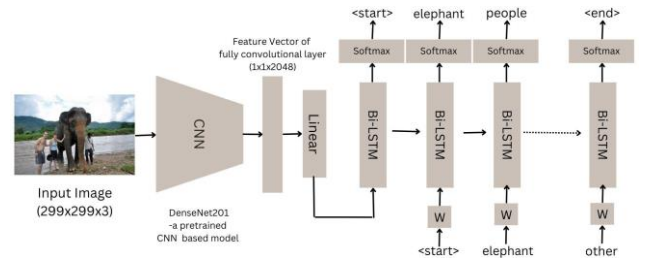 <start>
elephant
people
<end>
Softmax
Softmax
Softmax
Softmax
Feature Vector of
fully convolutional layer
(1x1x2048)
CNN
Linear
Bi-LSTM
Bi-LSTM
Bi-LSTM
Bi-LSTM
Input Image
(299x299x3)
DenseNet201
-a pretrained
CNN based model
W
W
W
<start>
elephant
other